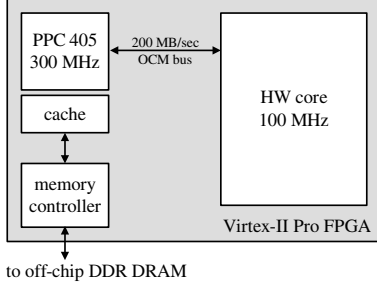 PPC 405
300 MHz
200 MB/sec
OCM bus
HW core
100 MHz
cache
memory
controller
Virtex-II Pro FPGA
to off-chip DDR DRAM